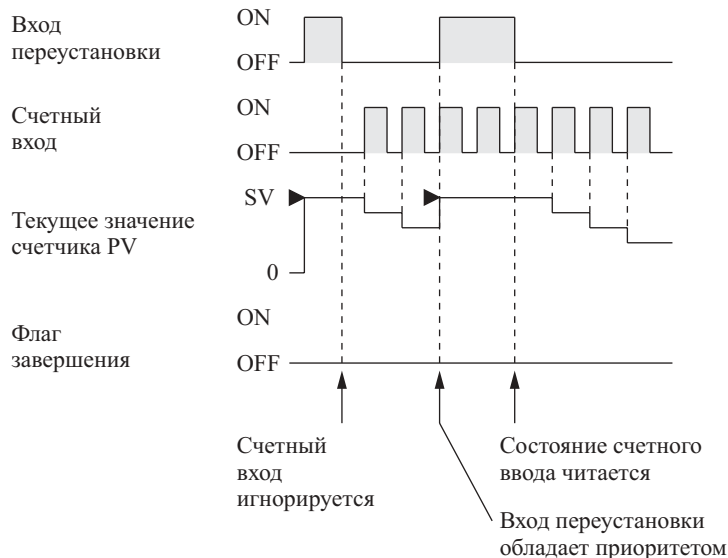 Вход
переустановки
ON
OFF
Счетный
вход
ON
OFF
Текущее значение
счетчика PV
SV
0
Флаг
завершения
ON
OFF
Счетный
вход
игнорируется
Состояние счетного
ввода читается
Вход переустановки
обладает приоритетом